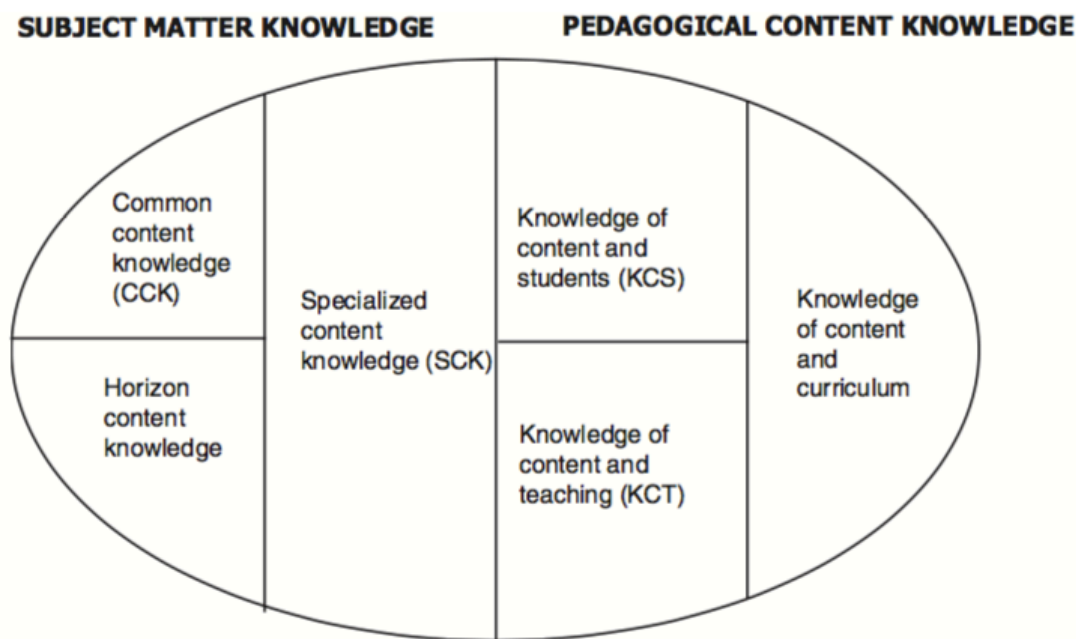 SUBJECT MATTER KNOWLEDGE
PEDAGOGICAL CONTENT KNOWLEDGE
Common
content
knowledge
(CCK)
Horizon
content
knowledge
Specialized
content
knowledge (SCK)
Knowledge of
content and
students (KCS)
Knowledge of
content and
teaching (KCT)
Knowledge
of content
and
curriculum